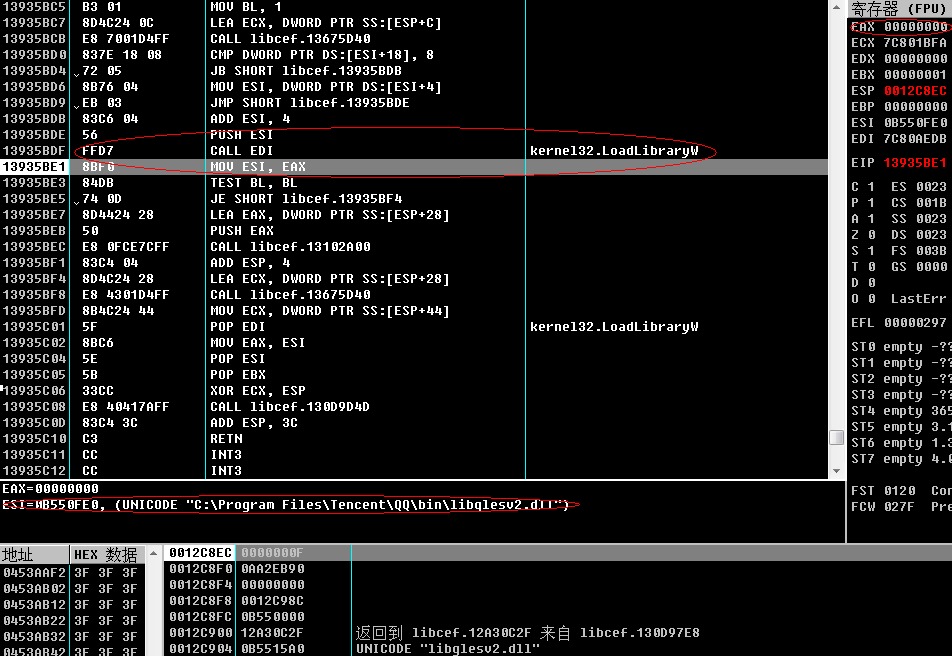 13935BC5 B3 01 MOV BL, 1
13935BC7 8D4C24 0C LEA ECX, DWORD PTR SS:[ESP+C]
13935BCB E8 7001D4FF CALL libcef.13675D40
13935BD0 837E 18 08 CMP DWORD PTR DS:[ESI+18], 8
13935BD4 72 05 JB SHORT libcef.13935BDB
13935BD6 8B76 04 MOV ESI, DWORD PTR DS:[ESI+4]
13935BD9 EB 03 JMP SHORT libcef.13935BDE
13935BDB 83C6 04 ADD ESI, 4
13935BDE 56 PUSH ESI
13935BDF FFD7 CALL EDI kernel32.LoadLibraryW
13935BE1 8BF0 MOV ESI, EAX
13935BE3 84DB TEST BL, BL
13935BE5 74 0D JE SHORT libcef.13935BF4
13935BE7 8D4424 28 LEA EAX, DWORD PTR SS:[ESP+28]
13935BEB 50 PUSH EAX
13935BEC E8 0FCE7CFF CALL libcef.13102A00
13935BF1 83C4 04 ADD ESP, 4
13935BF4 8D4C24 28 LEA ECX, DWORD PTR SS:[ESP+28]
13935BF8 E8 4301D4FF CALL libcef.13675D40
13935BFD 8B4C24 44 MOV ECX, DWORD PTR SS:[ESP+44]
13935C01 5F POP EDI kernel32.LoadLibraryW
13935C02 8BC6 MOV EAX, ESI
13935C04 5E POP ESI
13935C05 5B POP EBX
13935C06 33CC XOR ECX, ESP
13935C08 E8 40417AFF CALL libcef.130D9D4D
13935C0D 83C4 3C ADD ESP, 3C
13935C10 C3 RETN
13935C11 CC INT3
13935C12 CC INT3
寄存器 (FPU)
EAX 00000000
ECX 7C801BFA
EDX 00000000
EBX 00000001
ESP 0012C8EC
EBP 00000000
ESI 0B550FE0
EDI 7C80AEDB
EIP 13935BE1
C 1 ES 0023
P 1 CS 001B
A 1 SS 0023
Z 0 DS 0023
S 1 FS 003B
T 0 GS 0000
D 0
O 0 LastErr
EFL 00000297
ST0 empty -??
ST1 empty -??
ST2 empty -??
ST3 empty -??
ST4 empty 365
ST5 empty 3.1
ST6 empty 1.3
ST7 empty 4.0
FST 0120 Con
FCW 027F Pre
EAX=00000000
ESI=0B550FE0, (UNICODE "C:\Program Files\Tencent\QQ\bin\libglesv2.dll")
地址 HEX 数据
0453AAF2 3F 3F 3F
0453AB02 3F 3F 3F
0453AB12 3F 3F 3F
0453AB22 3F 3F 3F
0453AB32 3F 3F 3F
0453AB42 3F 3F 3F
0012C8EC 0000000F
0012C8F0 0AA2EB90
0012C8F4 00000000
0012C8F8 0012C98C
0012C8FC 0B550000
0012C900 12A30C2F 返回到 libcef.12A30C2F 来自 libcef.130D97E8
0012C904 0B5515A0 UNICODE "libglesv2.dll"